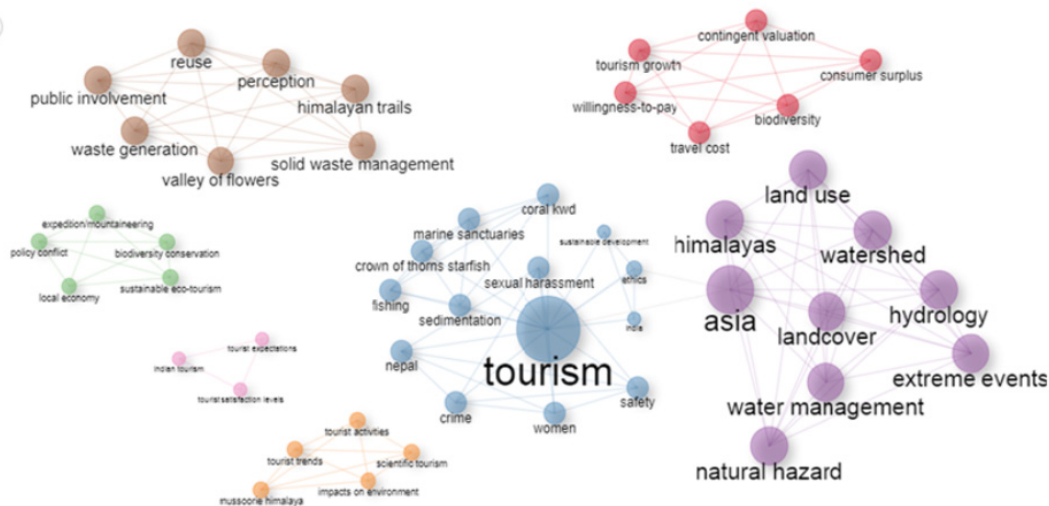 reuse
perception
public involvement
himalayan trails
waste generation
solid waste management
valley of flowers
contingent valuation
tourism growth
consumer surplus
willingness-to-pay
biodiversity
travel cost
expedition/mountaineering
policy conflict
biodiversity conservation
local economy
sustainable eco-tourism
coral kwd
marine sanctuaries
sustainable development
crown of thorns starfish
sexual harassment
ethics
fishing
sedimentation
india
nepal
tourism
crime
women
safety
land use
himalayas
watershed
asia
landcover
hydrology
extreme events
water management
natural hazard
tourist expectations
indian tourism
tourist satisfaction levels
tourist activities
tourist trends
scientific tourism
mussoorie himalaya
impacts on environment